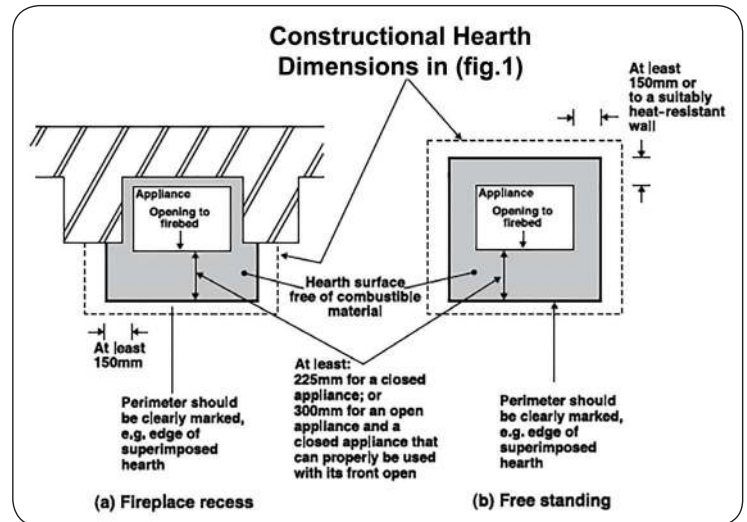 Constructional Hearth
Dimensions in (fig.1)
At least
150mm or
to a suitably
heat-resistant
wall
Appliance
Opening to
firebed
Appliance
Opening to
firebed
Hearth surface
free of combustible
material
At least
150mm
At least:
225mm for a closed
appliance; or
300mm for an open
appliance and a
closed appliance that
can properly be used
with its front open
Perimeter should
be clearly marked,
e.g. edge of
superimposed
hearth
Perimeter should
be clearly marked,
e.g. edge of
superimposed
hearth
(a) Fireplace recess
(b) Free standing